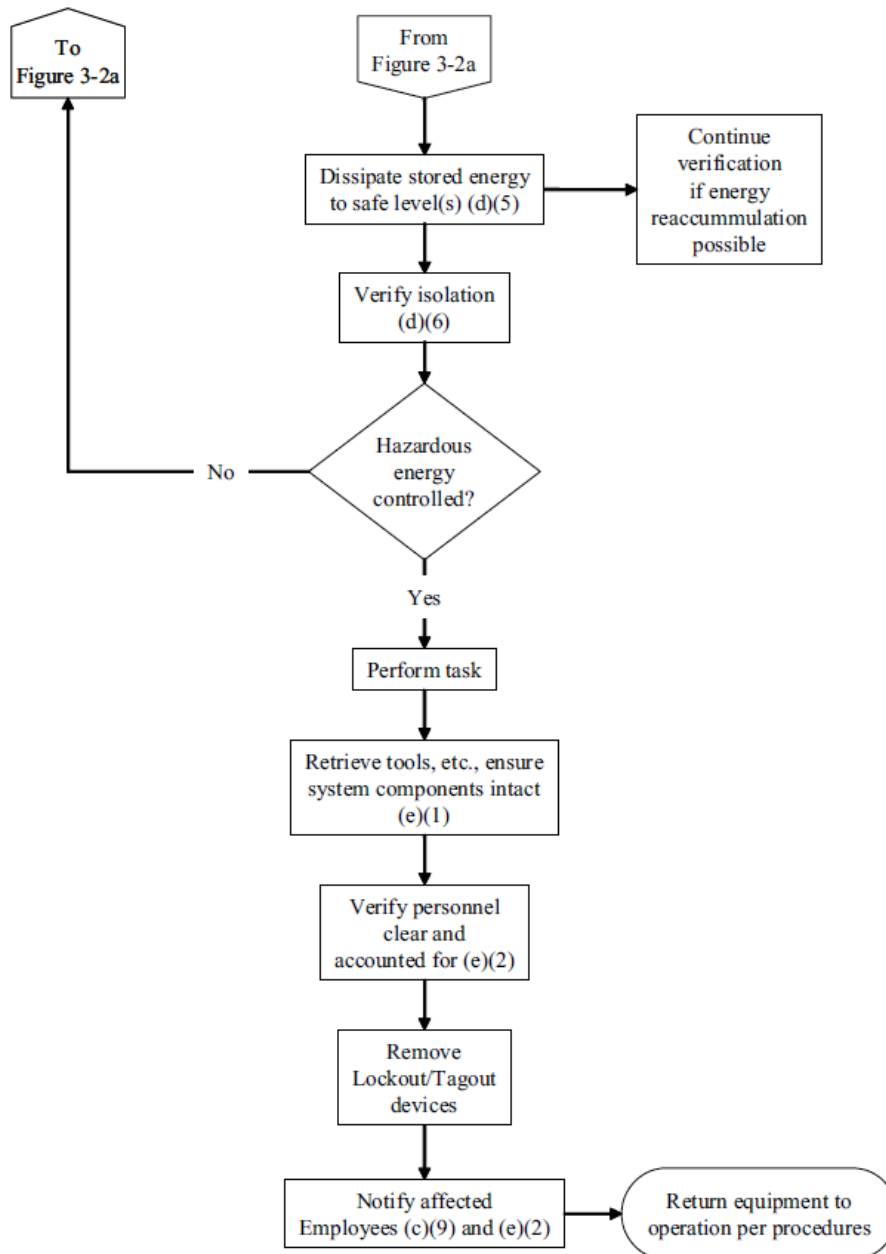 To
Figure 3-2a
From
Figure 3-2a
Dissipate stored energy
to safe level(s) (d)(5)
Continue
verification
if energy
reaccummulation
possible
Verify isolation
(d)(6)
Hazardous
energy
controlled?
No
Yes
Perform task
Retrieve tools, etc., ensure
system components intact
(e)(1)
Verify personnel
clear and
accounted for (e)(2)
Remove
Lockout/Tagout
devices
Notify affected
Employees (c)(9) and (e)(2)
Return equipment to
operation per procedures